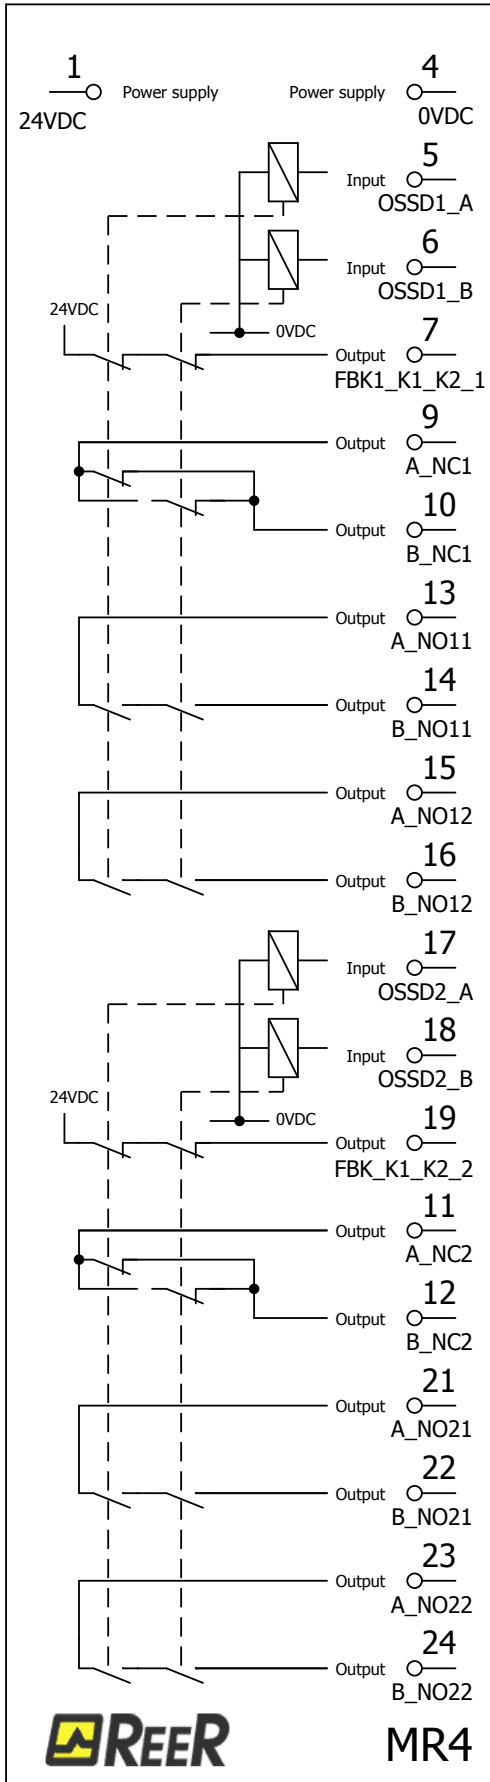 1
24VDC
Power supply
Power supply
4
0VDC
5
Input
OSSD1_A
6
Input
OSSD1_B
24VDC
0VDC
7
Output
FBK1_K1_K2_1
9
Output
A_NC1
10
Output
B_NC1
13
Output
A_NO11
14
Output
B_NO11
15
Output
A_NO12
16
Output
B_NO12
17
Input
OSSD2_A
18
Input
OSSD2_B
24VDC
0VDC
19
Output
FBK_K1_K2_2
11
Output
A_NC2
12
Output
B_NC2
21
Output
A_NO21
22
Output
B_NO21
23
Output
A_NO22
24
Output
B_NO22
REER
MR4